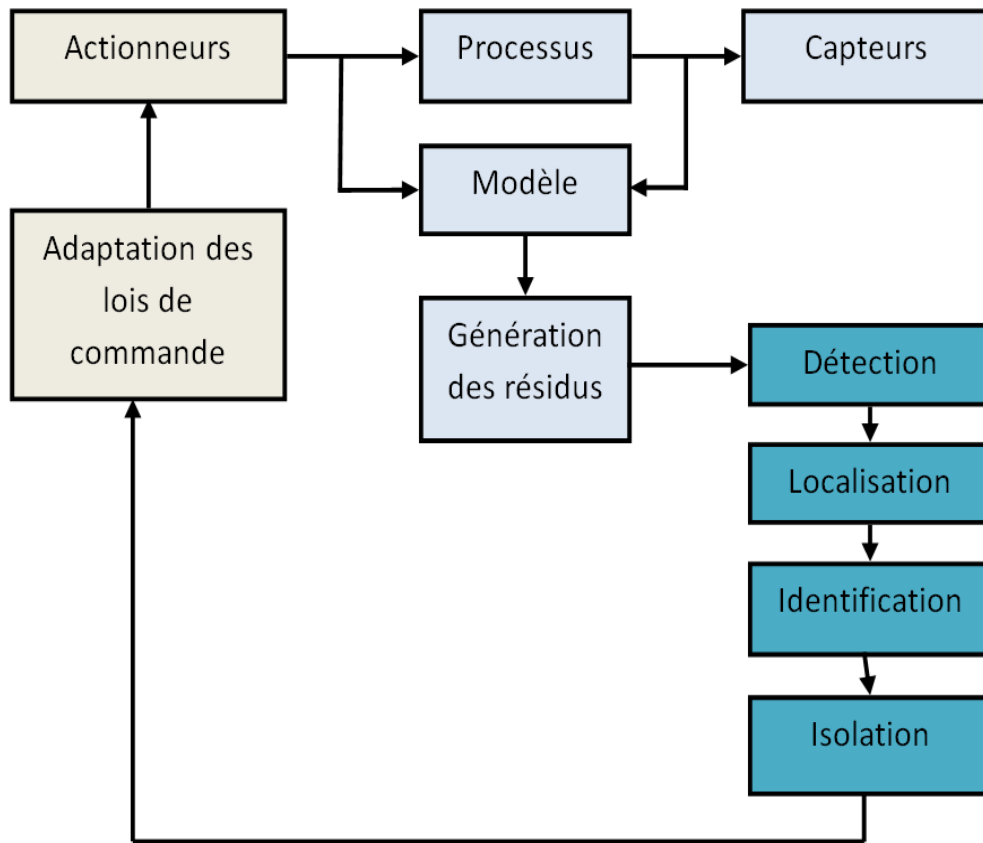 Actionneurs
Processus
Capteurs
Modèle
Adaptation des
lois de
commande
Génération
des résidus
Détection
Localisation
Identification
Isolation